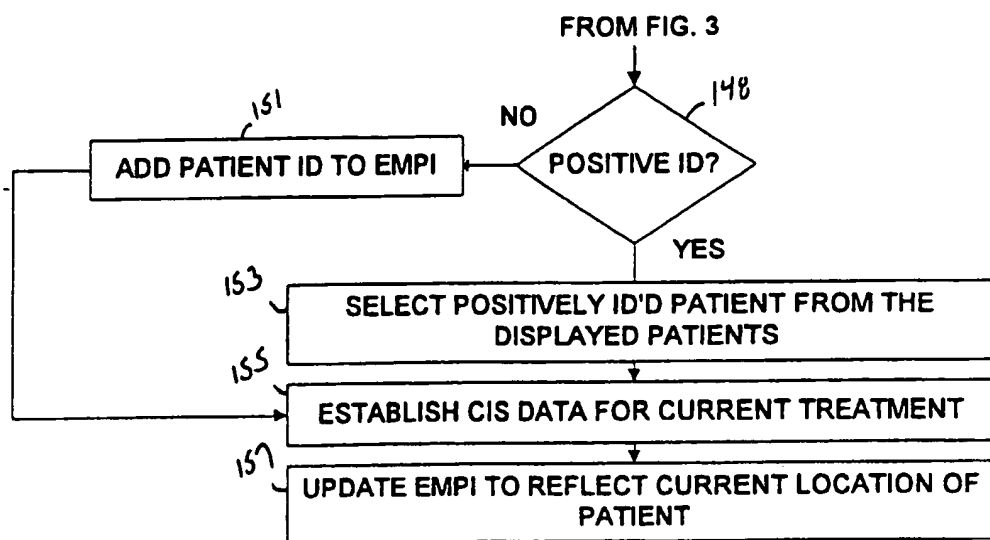 FROM FIG. 3
148
NO
POSITIVE ID?
151
ADD PATIENT ID TO EMPI
YES
153
SELECT POSITIVELY ID'D PATIENT FROM THE
DISPLAYED PATIENTS
155
ESTABLISH CIS DATA FOR CURRENT TREATMENT
157
UPDATE EMPI TO REFLECT CURRENT LOCATION OF
PATIENT